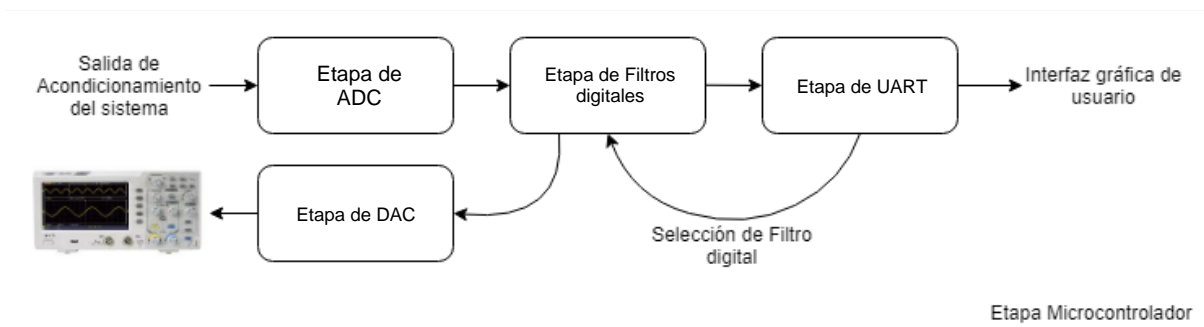 Salida de
Acondicionamiento
del sistema
Etapa de
ADC
Etapa de Filtros
digitales
Etapa de UART
Interfaz gráfica de
usuario
Etapa de DAC
Selección de Filtro
digital
Etapa Microcontrolador